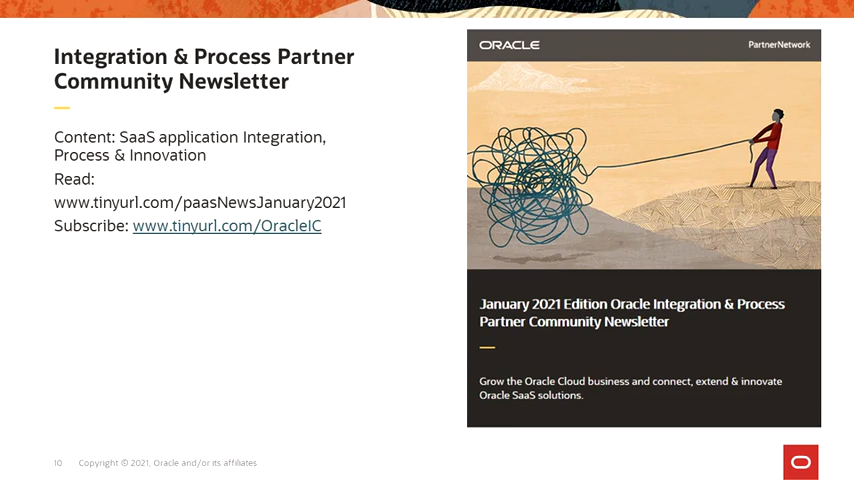 Integration & Process Partner
Community Newsletter
Content: SaaS application Integration,
Process & Innovation
Read:
www.tinyurl.com/paasNewsJanuary2021
Subscribe: www.tinyurl.com/OracleIC
ORACLE
PartnerNetwork
January 2021 Edition Oracle Integration & Process
Partner Community Newsletter
Grow the Oracle Cloud business and connect, extend & innovate
Oracle SaaS solutions.
10
Copyright © 2021, Oracle and/or its affiliates